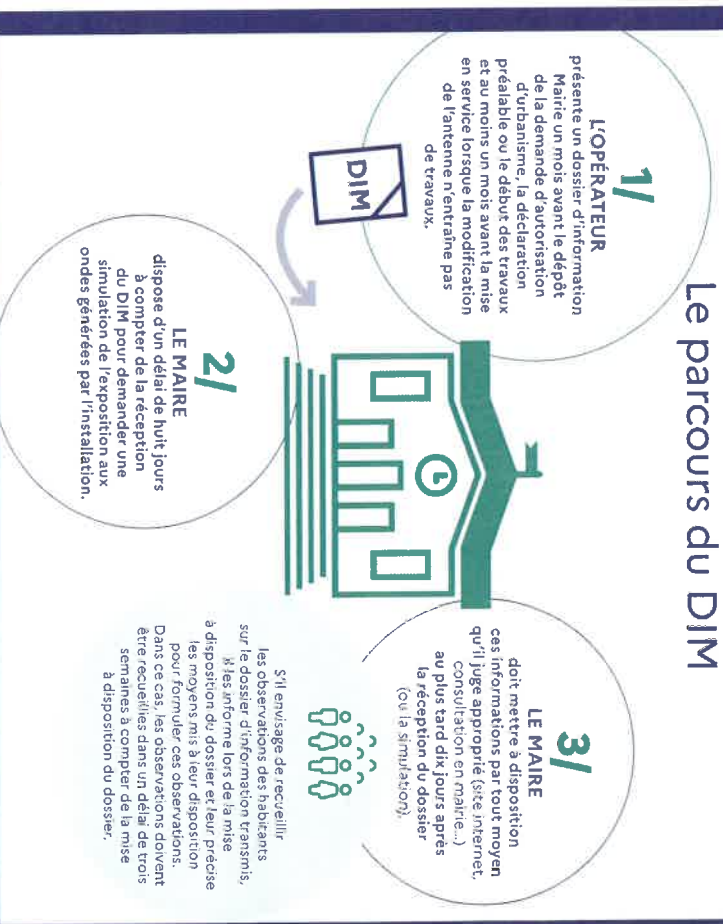 Le parcours du DIM
1/
L'OPÉRATEUR
présente un dossier d'information
Mairie un mois avant le dépôt
de la demande d'autorisation
d'urbanisme, la déclaration
préalable ou le début des travaux
et au moins un mois avant la mise
en service lorsque la modification
de l'antenne n'entraîne pas
de travaux.
DIM
2/
LE MAIRE
dispose d'un délai de huit jours
à compter de la réception
du DIM pour demander une
simulation de l'exposition aux
ondes générées par l'installation.
3/
LE MAIRE
doit mettre à disposition
ces informations par tout moyen
qu'il juge approprié (site internet,
consultation en mairie...)
au plus tard dix jours après
la réception du dossier
(ou la simulation).
S'il envisage de recueillir
les observations des habitants
sur le dossier d'information transmis,
il les informe lors de la mise
à disposition du dossier et leur précise
les moyens mis à leur disposition
pour formuler ces observations.
Dans ce cas, les observations doivent
être recueillies dans un délai de trois
semaines à compter de la mise
à disposition du dossier.